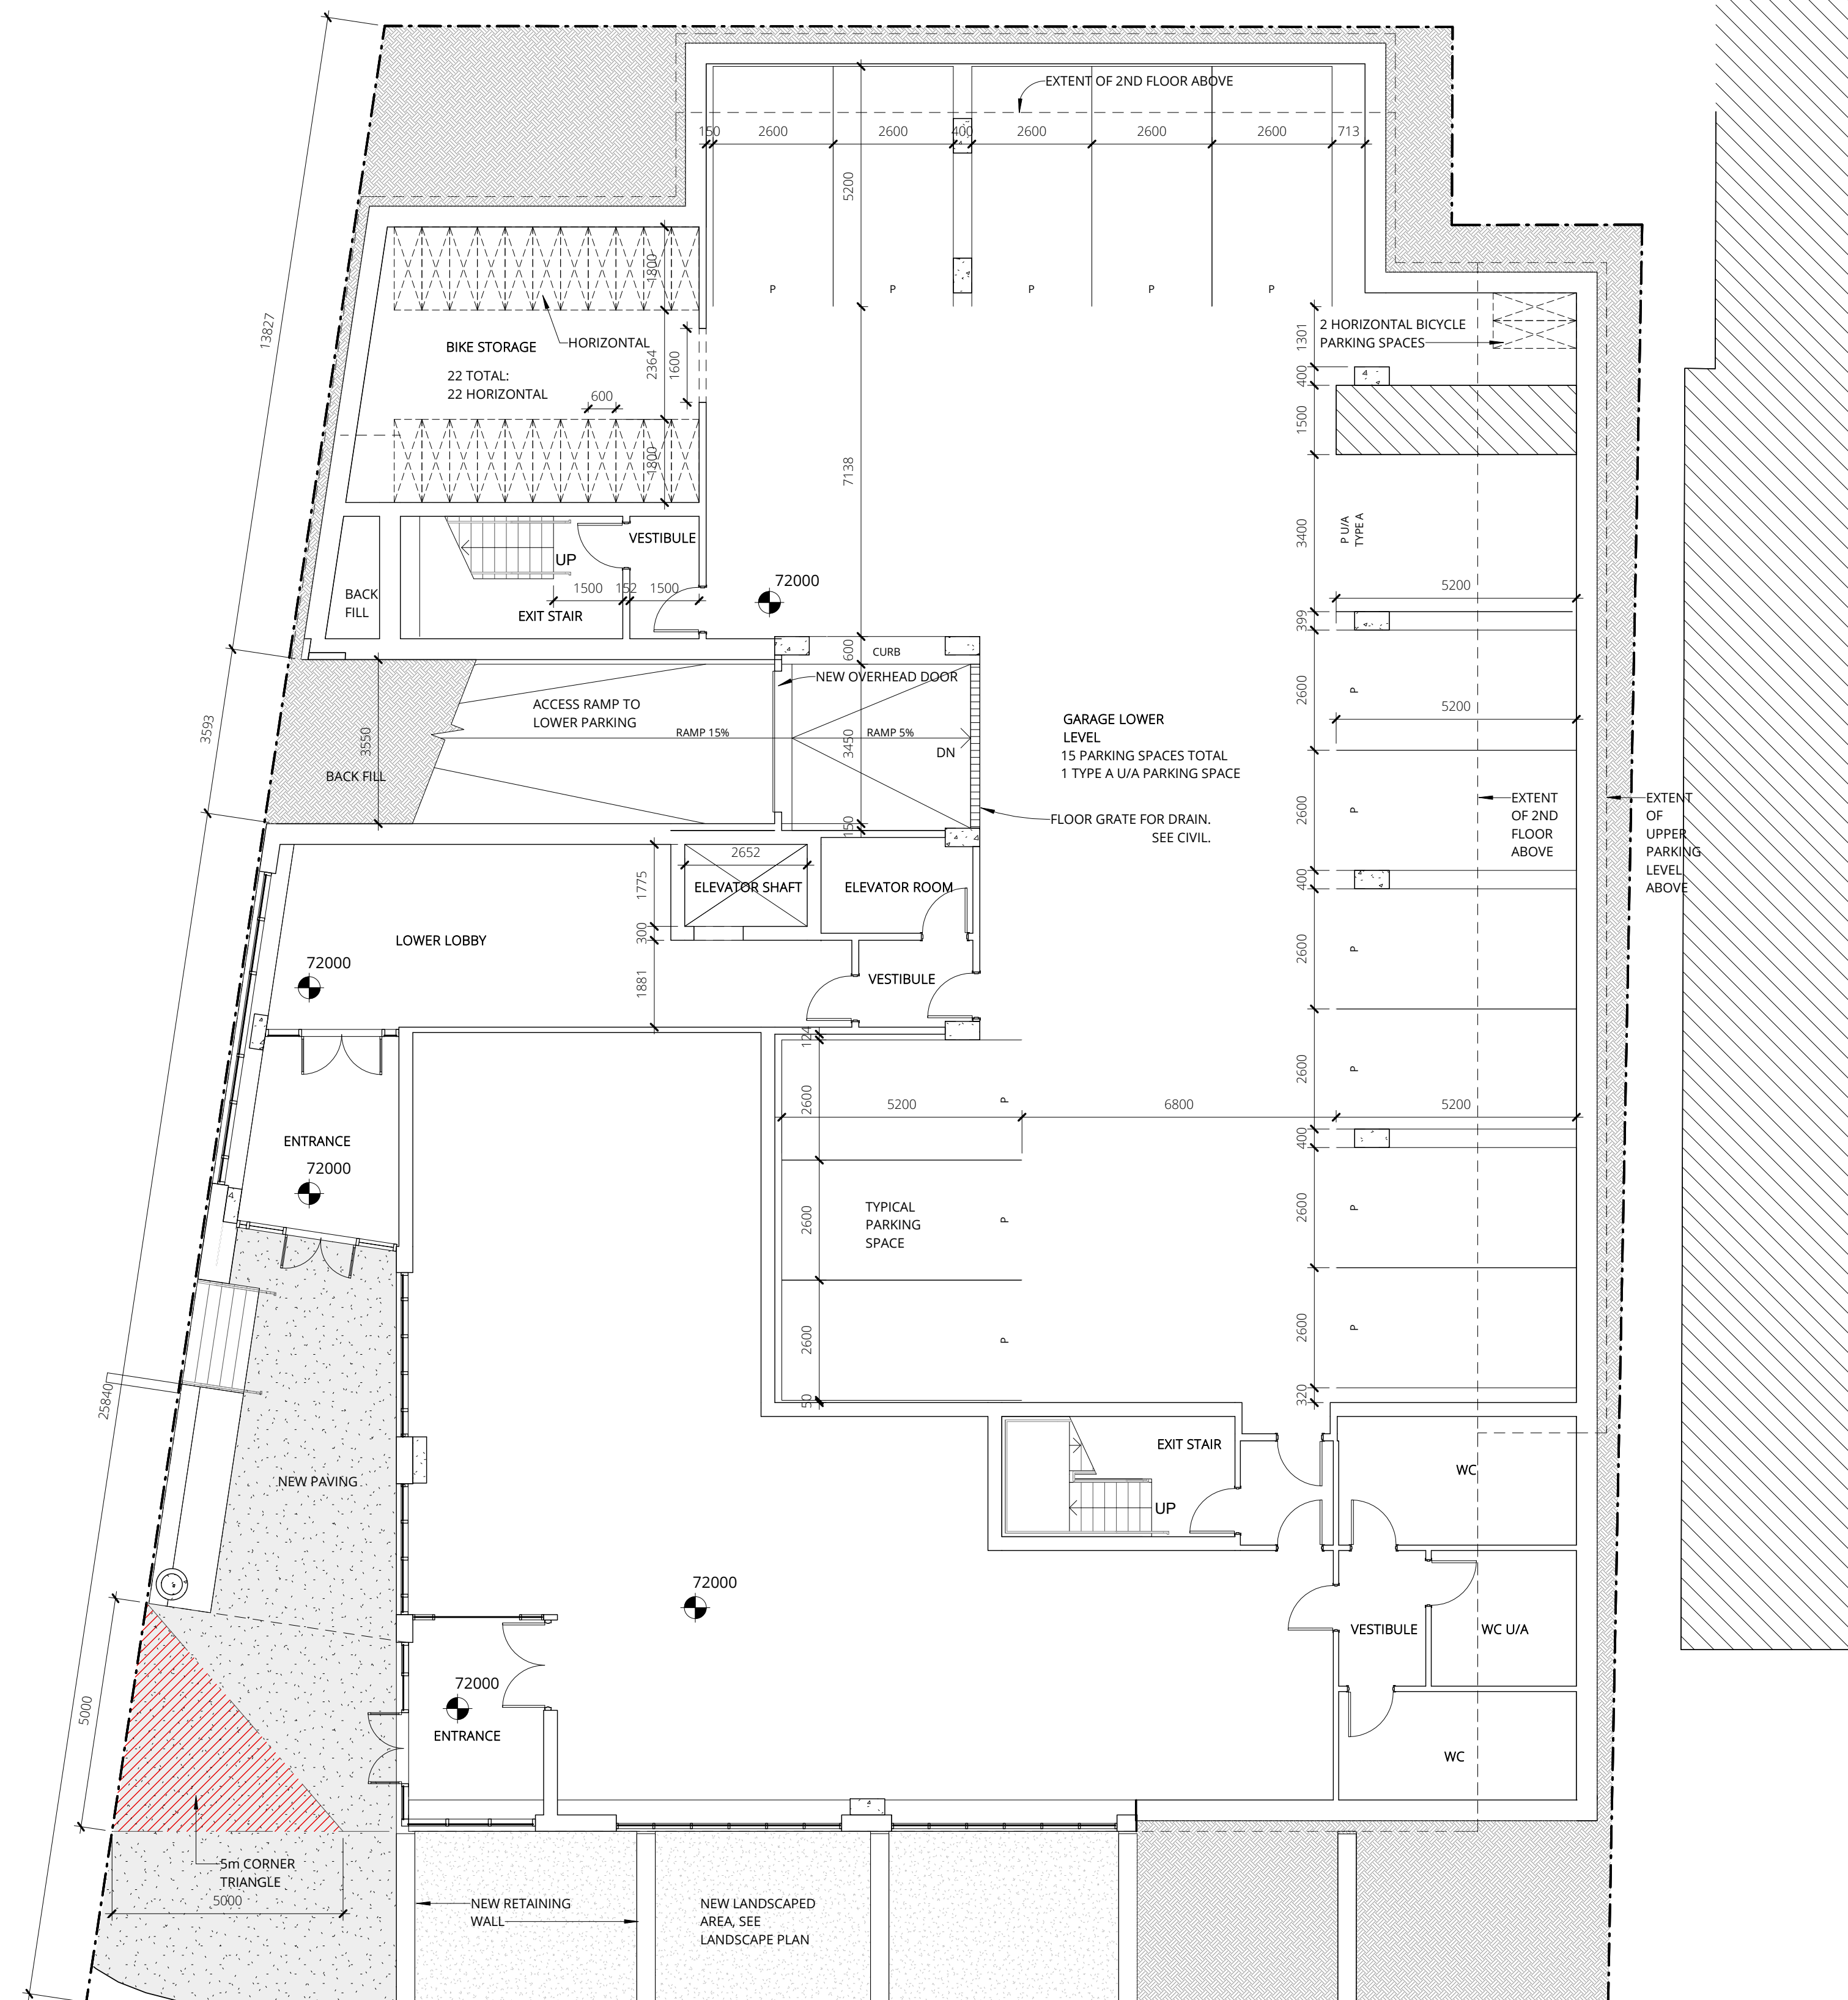 EXTENT OF 2ND FLOOR ABOVE
150
2600
2600
400
2600
2600
2600
713
5200
P
P
P
P
P
13827
1800
HORIZONTAL
BIKE STORAGE
22 TOTAL:
22 HORIZONTAL
2364
1600
600
1800
7138
2 HORIZONTAL BICYCLE
PARKING SPACES
1301
400
1500
3400
P U/A
TYPE A
5200
399
VESTIBULE
UP
1500
152
1500
EXIT STAIR
BACK
FILL
72000
600
CURB
NEW OVERHEAD DOOR
ACCESS RAMP TO
LOWER PARKING
RAMP 15%
RAMP 5%
DN
3450
3550
3593
BACK FILL
150
GARAGE LOWER
LEVEL
15 PARKING SPACES TOTAL
1 TYPE A U/A PARKING SPACE
FLOOR GRATE FOR DRAIN.
SEE CIVIL.
2600
P
5200
2600
P
EXTENT
OF 2ND
FLOOR
ABOVE
EXTENT
OF
UPPER
PARKING
LEVEL
ABOVE
400
2600
P
2600
P
2652
ELEVATOR SHAFT
ELEVATOR ROOM
1775
300
1881
LOWER LOBBY
72000
VESTIBULE
124
2600
P
5200
6800
5200
400
ENTRANCE
72000
2600
P
TYPICAL
PARKING
SPACE
2600
P
2600
P
2600
P
50
320
25840
NEW PAVING
EXIT STAIR
UP
WC
72000
VESTIBULE
WC U/A
72000
ENTRANCE
WC
5000
5m CORNER
TRIANGLE
5000
NEW RETAINING
WALL
NEW LANDSCAPED
AREA, SEE
LANDSCAPE PLAN